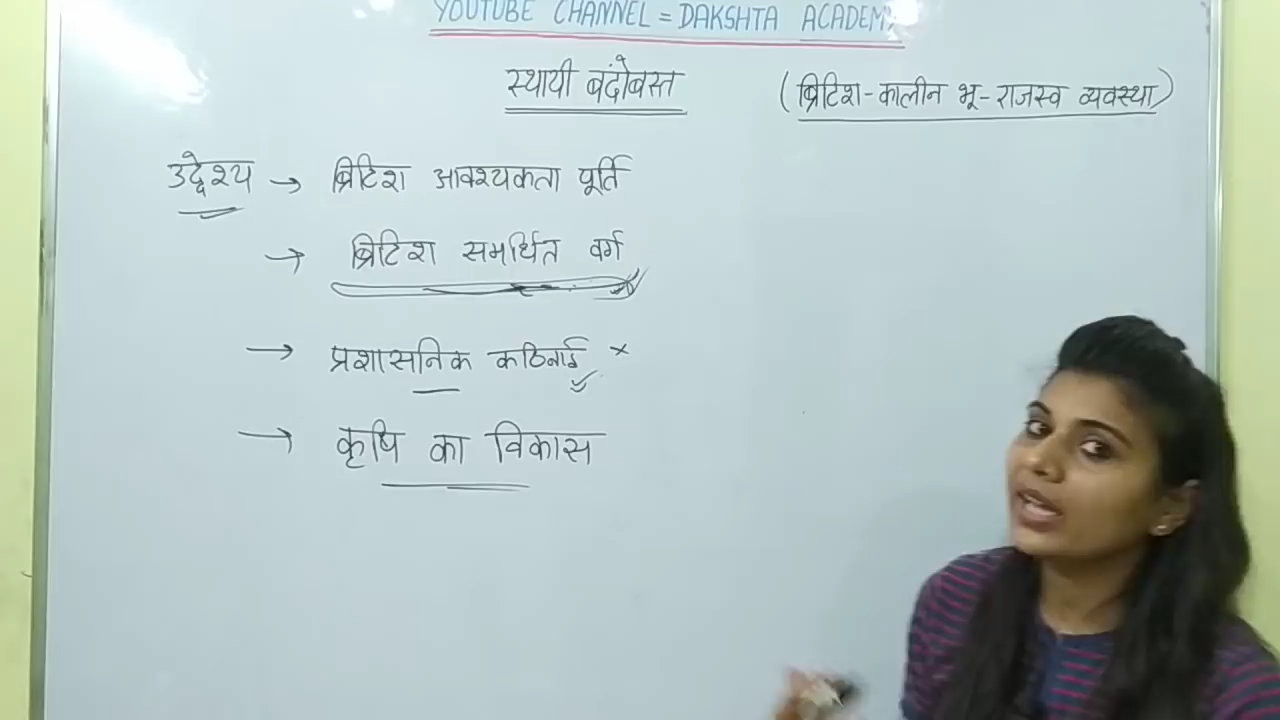 YOUTUBE CHANNEL = DAKSHTA ACADEMY
स्थायी बंदोबस्त (ब्रिटिश-कालीन भू-राजस्व व्यवस्था)
उद्देश्य → ब्रिटिश आवश्यकता पूर्ति
→ ब्रिटिश समर्थित वर्ग
→ प्रशासनिक कठिनाई ×
→ कृषि का विकास